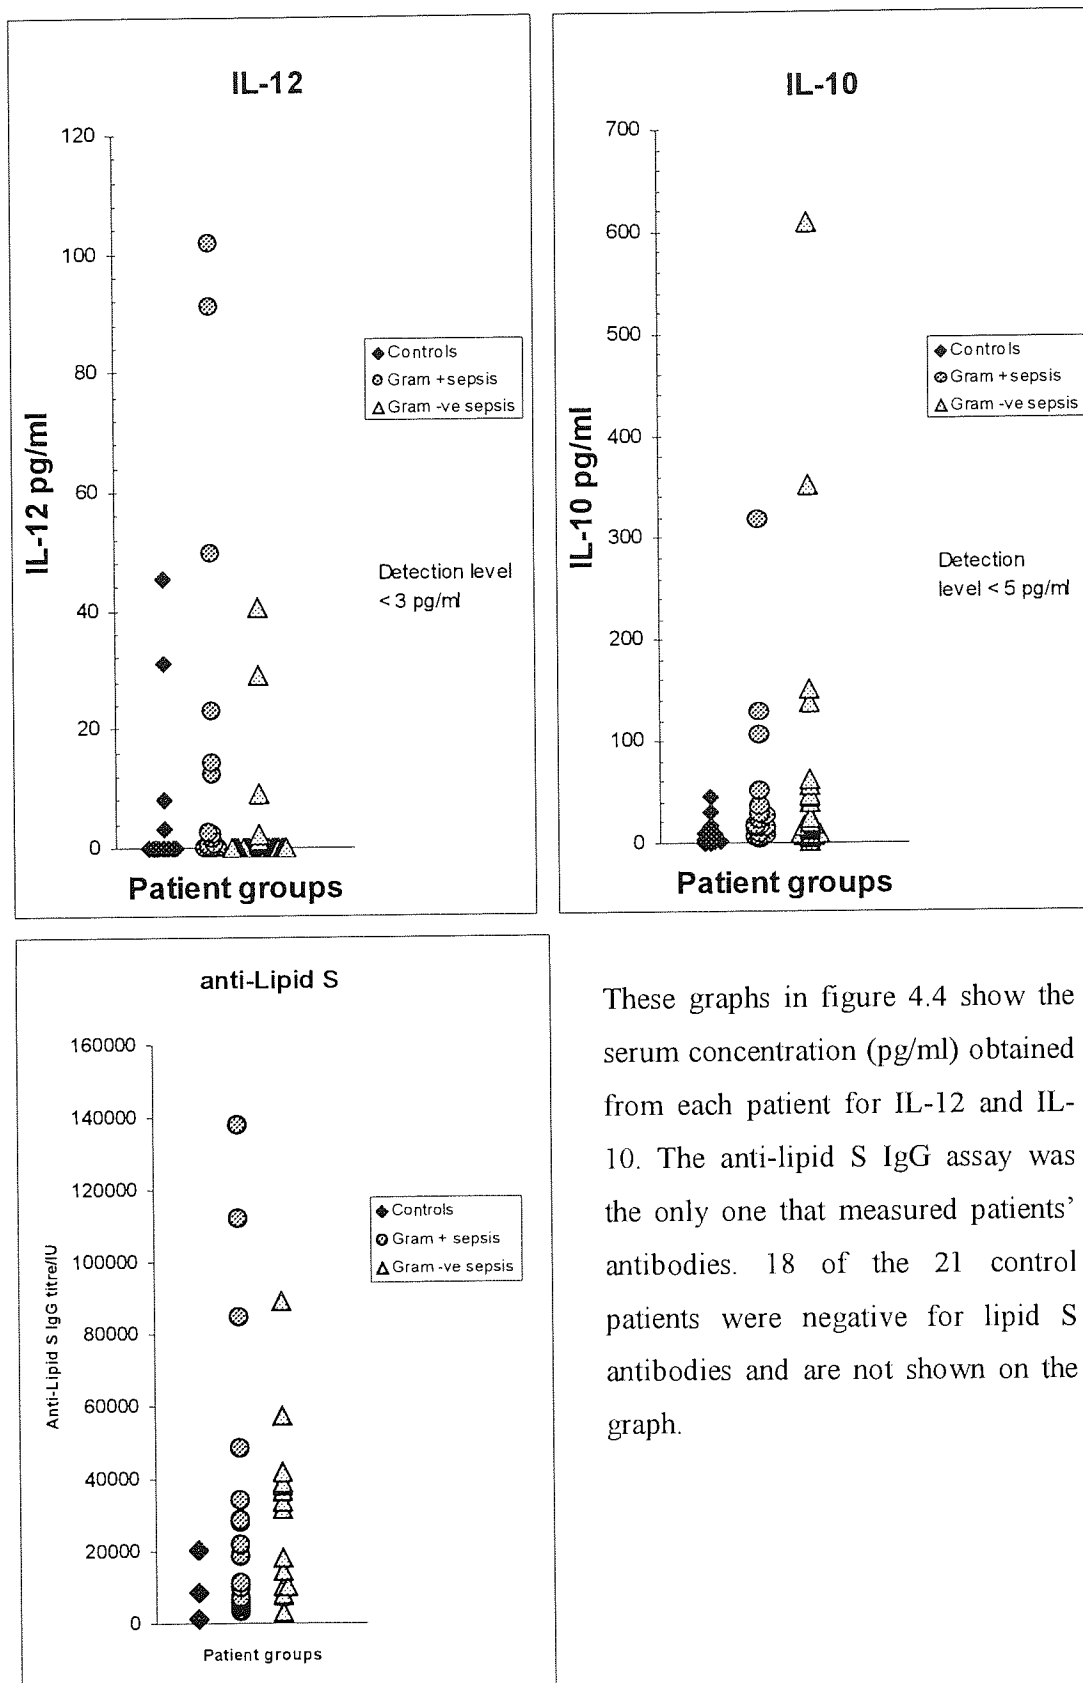 IL-12
120
100
80
60
40
20
0
IL-12 pg/ml
Controls
Gram +sepsis
Gram -ve sepsis
Detection level
< 3 pg/ml
Patient groups
IL-10
700
600
500
400
300
200
100
0
IL-10 pg/ml
Controls
Gram +sepsis
Gram -ve sepsis
Detection
level < 5 pg/ml
Patient groups
anti-Lipid S
160000
140000
120000
100000
80000
60000
40000
20000
0
Anti-Lipid S IgG titre/IU
Controls
Gram + sepsis
Gram -ve sepsis
Patient groups
These graphs in figure 4.4 show the
serum concentration (pg/ml) obtained
from each patient for IL-12 and IL-
10. The anti-lipid S IgG assay was
the only one that measured patients’
antibodies. 18 of the 21 control
patients were negative for lipid S
antibodies and are not shown on the
graph.